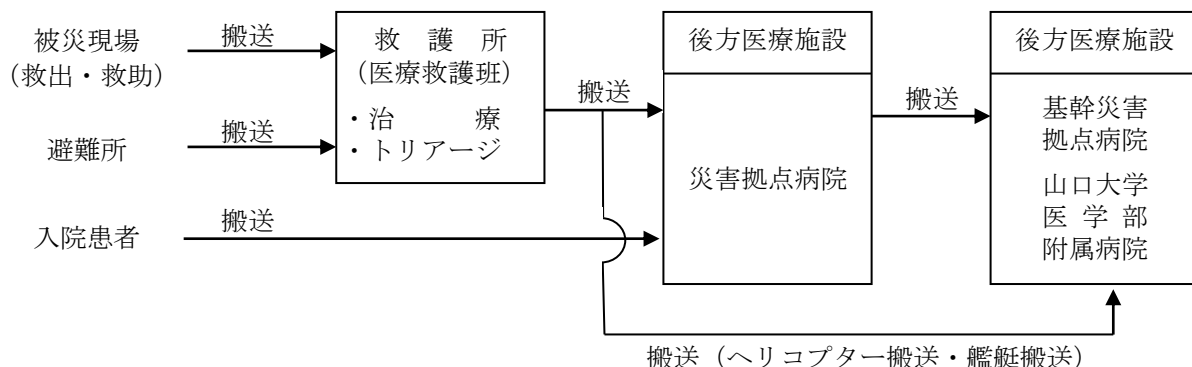 被災現場
（救出・救助）
搬送
避難所
搬送
入院患者
搬送
救護所
（医療救護班）
・治療
・トリアージ
搬送
後方医療施設
災害拠点病院
搬送
後方医療施設
基幹災害
拠点病院
山口大学
医学部
附属病院
搬送（ヘリコプター搬送・艦艇搬送）